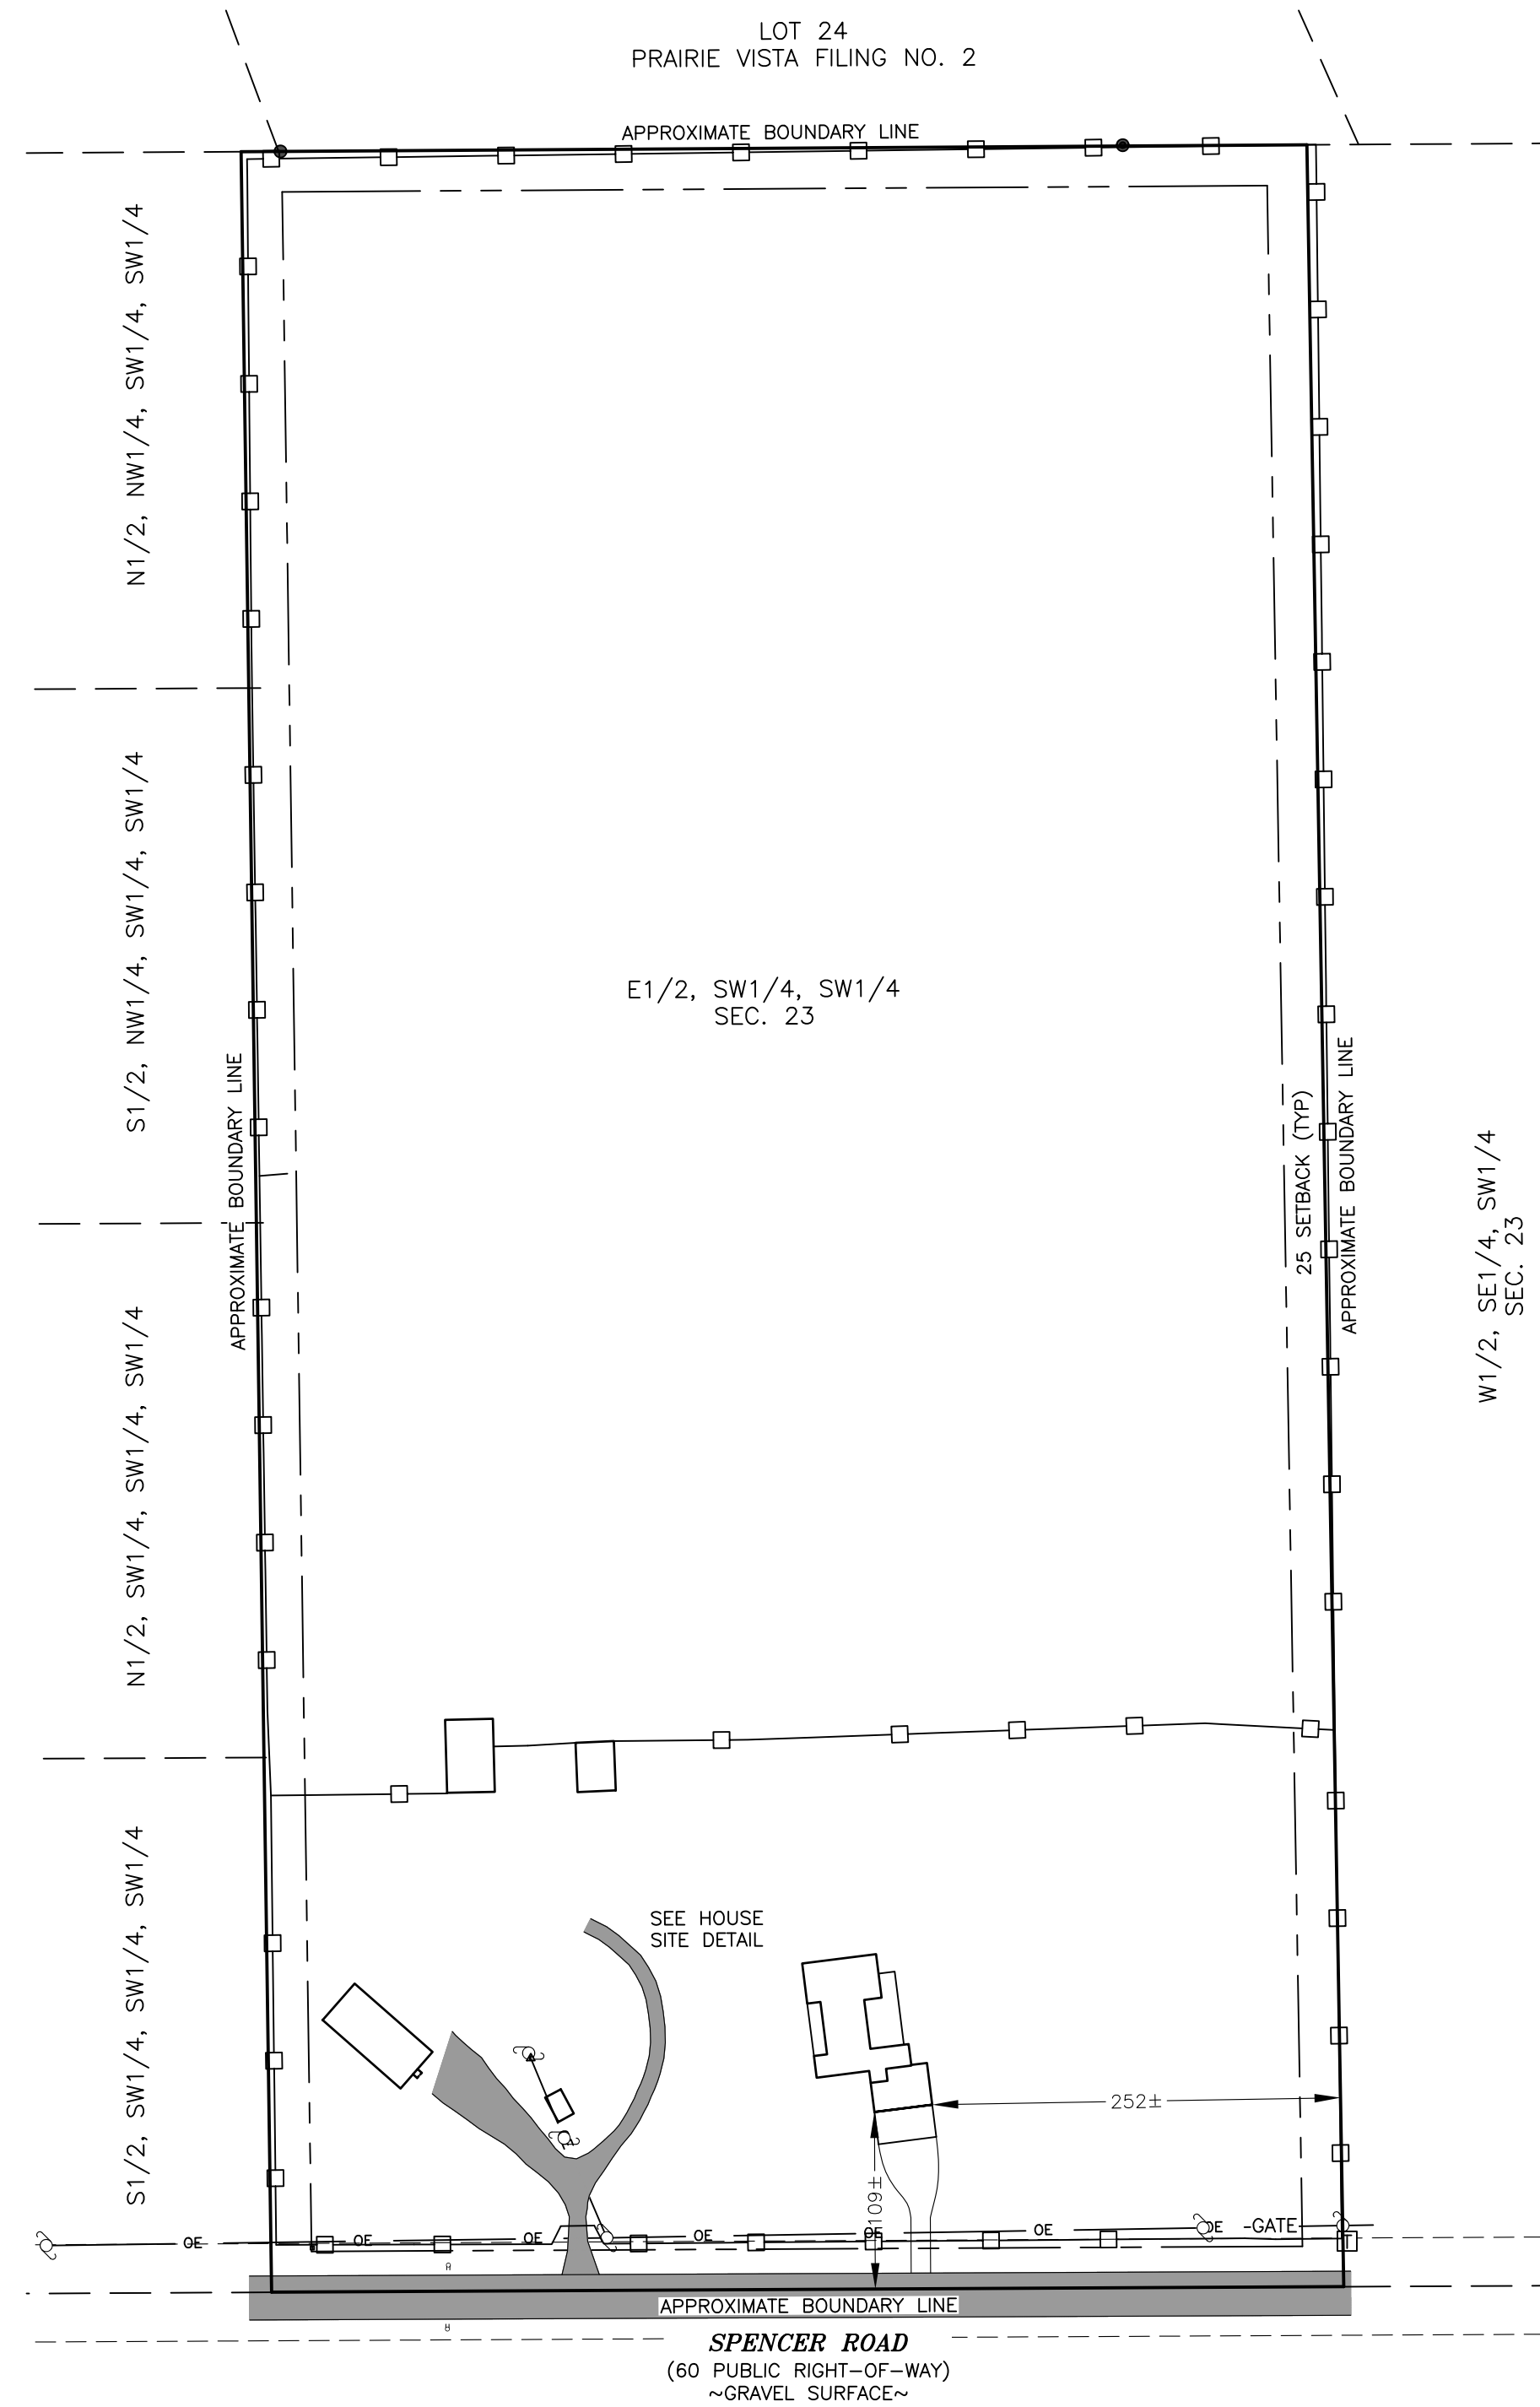 LOT 24
PRAIRIE VISTA FILING NO. 2
APPROXIMATE BOUNDARY LINE
N1/2, NW1/4, SW1/4, SW1/4
S1/2, NW1/4, SW1/4, SW1/4
N1/2, SW1/4, SW1/4, SW1/4
S1/2, SW1/4, SW1/4, SW1/4
APPROXIMATE BOUNDARY LINE
E1/2, SW1/4, SW1/4
SEC. 23
25 SETBACK (TYP)
APPROXIMATE BOUNDARY LINE
W1/2, SE1/4, SW1/4
SEC. 23
SEE HOUSE
SITE DETAIL
252±
109±
OE
OE
OE
OE
OE
OE
OE
GATE
APPROXIMATE BOUNDARY LINE
SPENCER ROAD
(60 PUBLIC RIGHT-OF-WAY)
~GRAVEL SURFACE~